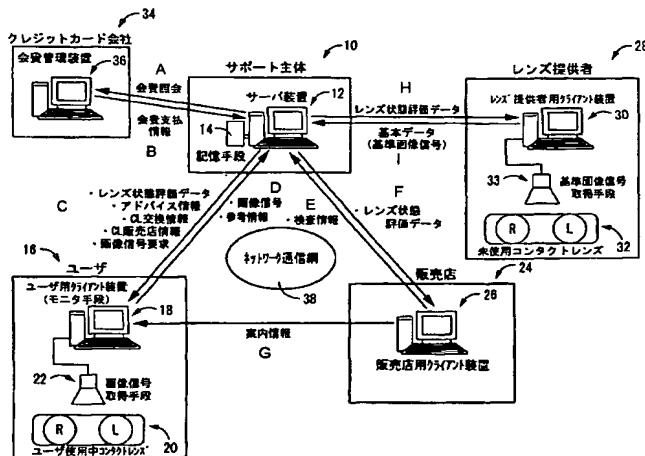 34
クレジットカード会社
会費管理装置
36
A
会費照会
会費支払
情報
B
10
サポート主体
サーバ装置
12
14
記憶手段
H
レンズ状態評価データ
基本データ
(基準画像信号)
I
28
レンズ提供者
レンズ提供者用クライアント装置
30
33
基準画像信号
取得手段
R
L
32
未使用コンタクトレンズ
C
・レンズ状態評価データ
・アドバイス情報
・CL交換情報
・CL販売店情報
・画像信号要求
D
・画像信号
・参考情報
E
・検査情報
F
・レンズ状態
評価データ
ネットワーク通信網
38
16
ユーザ
ユーザ用クライアント装置
(モニタ手段)
18
22
画像信号
取得手段
R
L
20
ユーザ使用中コンタクトレンズ
案内情報
G
販売店
24
26
販売店用クライアント装置